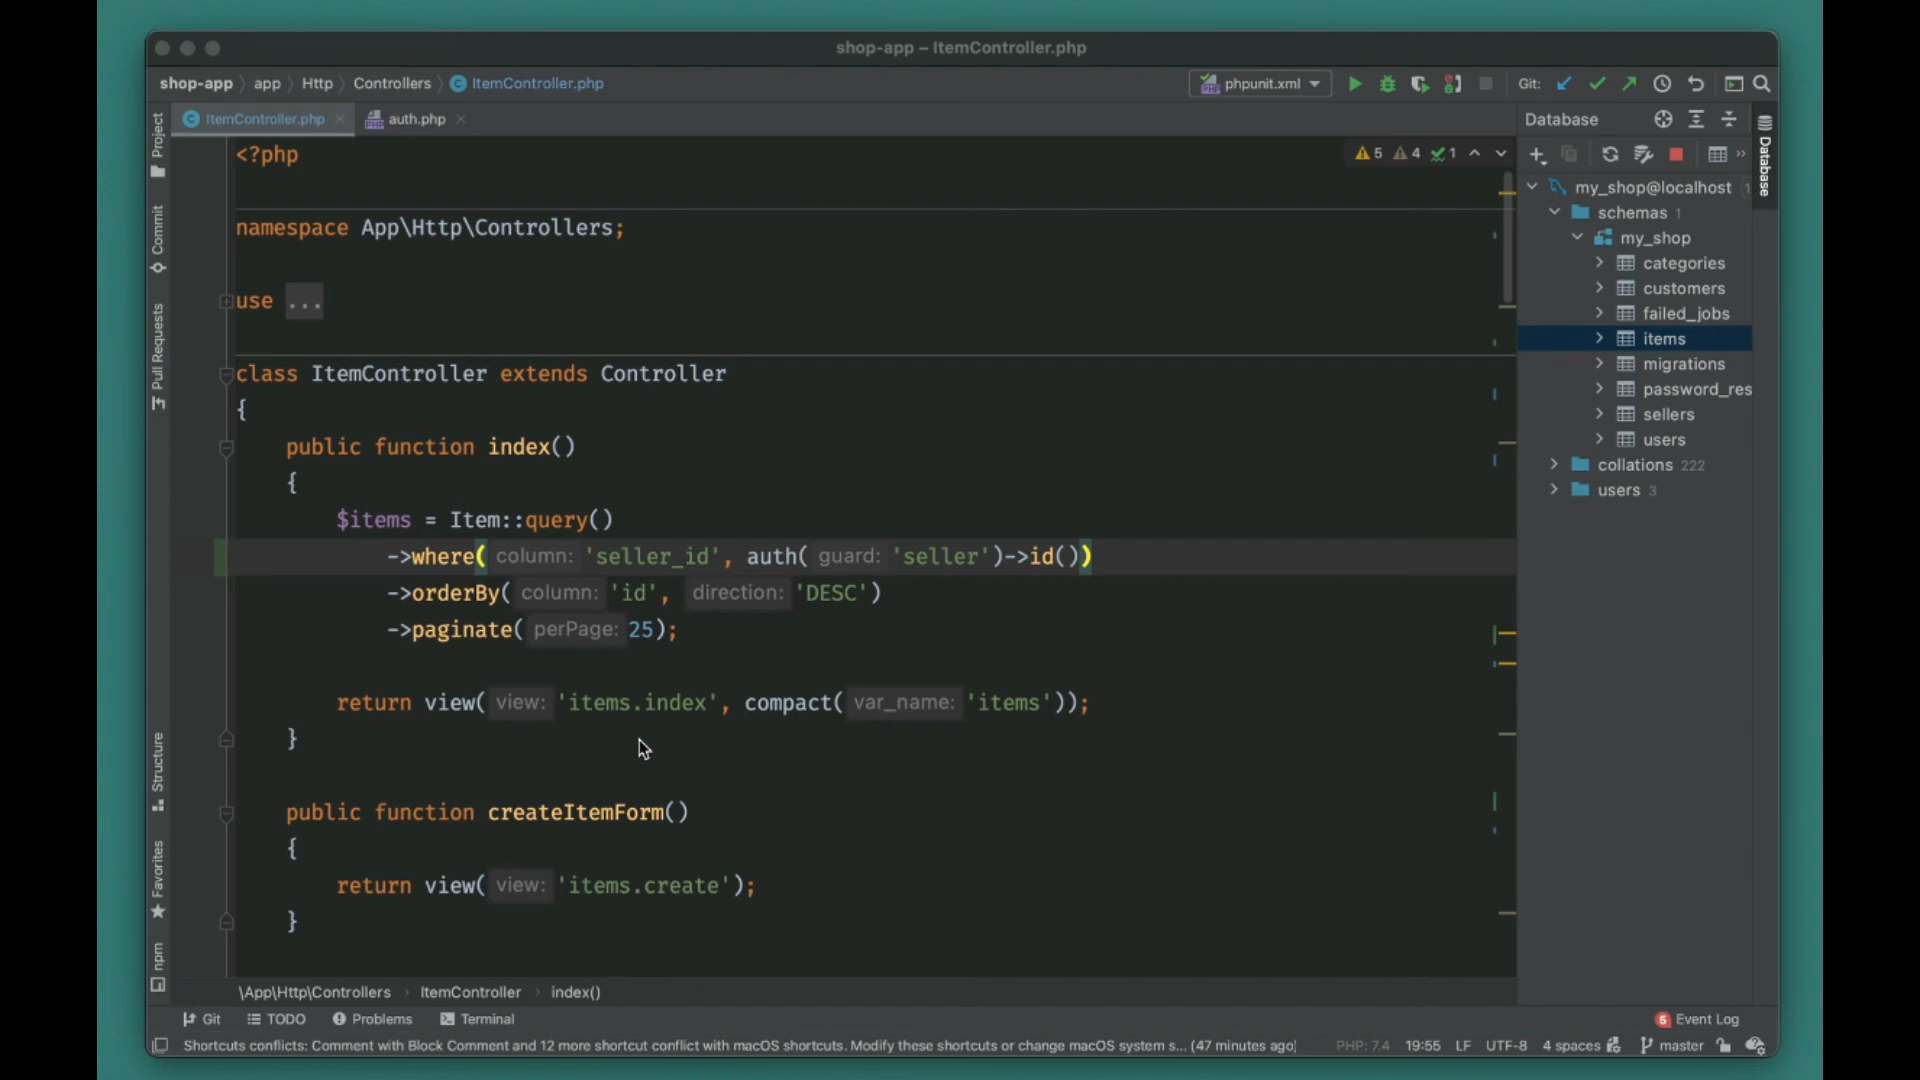 shop-app – ItemController.php
shop-app
app
Http
Controllers
ItemController.php
phpunit.xml
Git:
ItemController.php
auth.php
Database
Project
Commit
Pull Requests
Structure
Favorites
npm
Database
<?php
5
4
1
namespace App\Http\Controllers;
use ...
class ItemController extends Controller
{
public function index()
{
$items = Item::query()
->where( column: 'seller_id', auth( guard: 'seller')->id())
->orderBy( column: 'id', direction: 'DESC')
->paginate( perPage: 25);
return view( view: 'items.index', compact( var_name: 'items'));
}
public function createItemForm()
{
return view( view: 'items.create');
}
my_shop@localhost 1
schemas 1
my_shop
categories
customers
failed_jobs
items
migrations
password_res
sellers
users
collations 222
users 3
\App\Http\Controllers
ItemController
index()
Git
TODO
Problems
Terminal
5 Event Log
Shortcuts conflicts: Comment with Block Comment and 12 more shortcut conflict with macOS shortcuts. Modify these shortcuts or change macOS system s... (47 minutes ago)
PHP: 7.4
19:55
LF
UTF-8
4 spaces
master